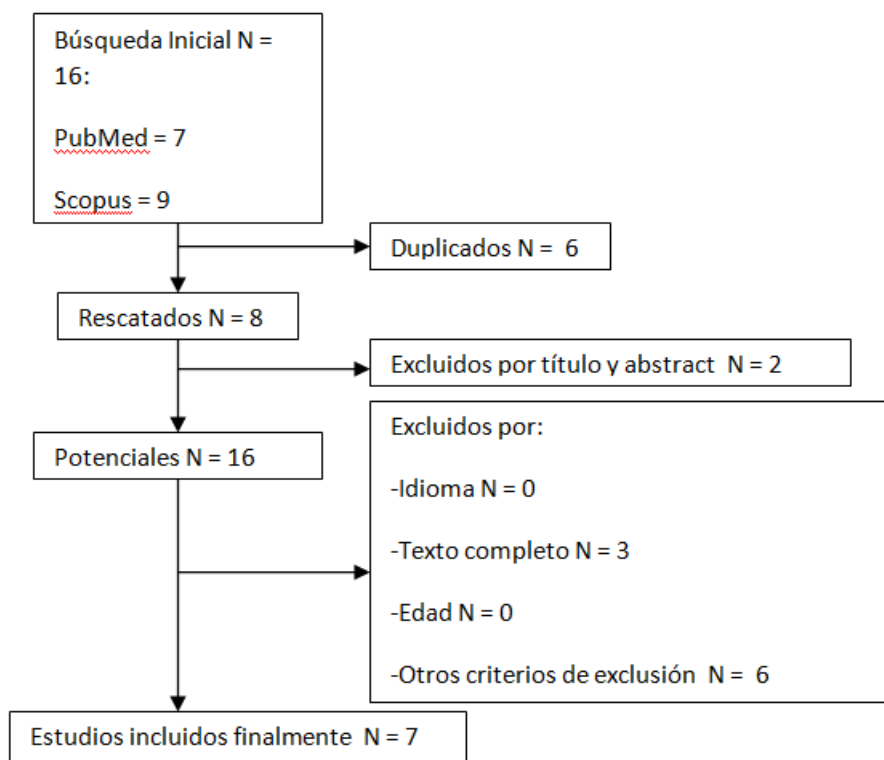 Búsqueda Inicial N =
16:
PubMed = 7
Scopus = 9
Duplicados N = 6
Rescatados N = 8
Excluidos por título y abstract N = 2
Potenciales N = 16
Excluidos por:
-Idioma N = 0
-Texto completo N = 3
-Edad N = 0
-Otros criterios de exclusión N = 6
Estudios incluidos finalmente N = 7